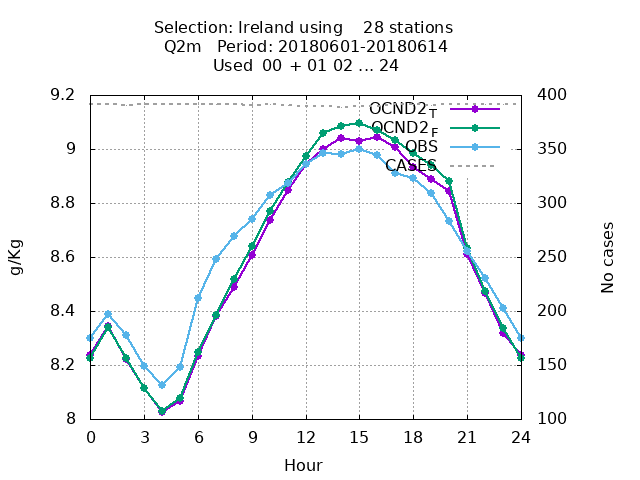 Selection: Ireland using    28 stations
Q2m   Period: 20180601-20180614
Used  00 + 01 02 ... 24
9.2
9
8.8
8.6
8.4
8.2
8
400
350
300
250
200
150
100
OCND2T
OCND2F
OBS
CASES
g/Kg
No cases
0 3 6 9 12 15 18 21 24
Hour